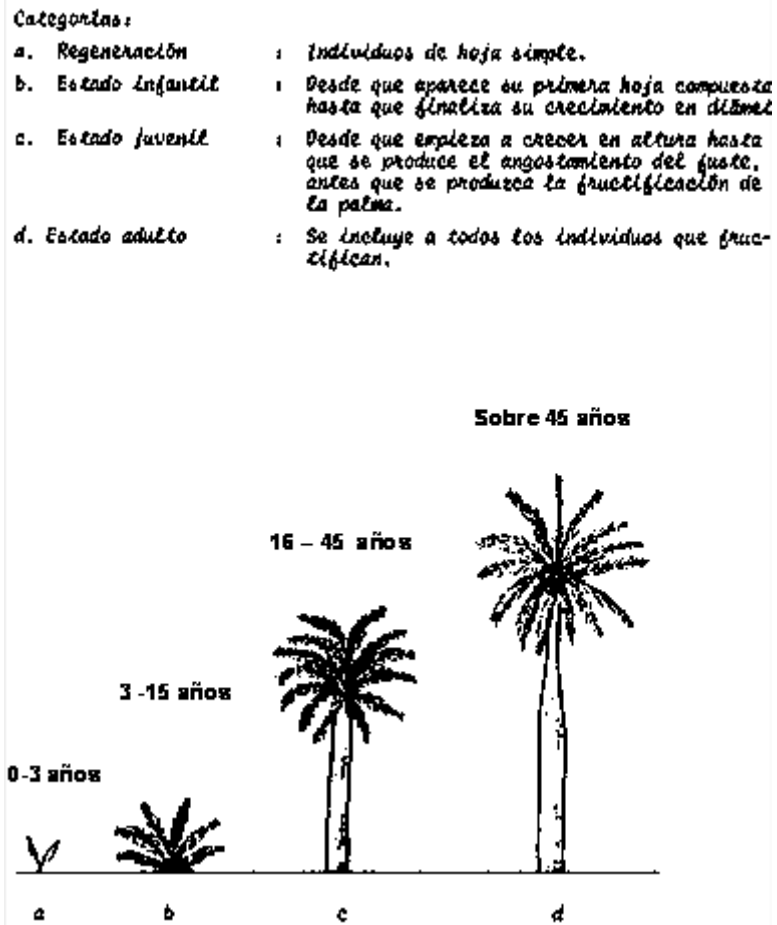 Categorías:
a. Regeneración : Individuos de hoja simple.
b. Estado infantil : Desde que aparece su primera hoja compuesta
hasta que finaliza su crecimiento en diámet
c. Estado juvenil : Desde que empieza a crecer en altura hasta
que se produce el angostamiento del fuste,
antes que se produzca la fructificación de
la palma.
d. Estado adulto : Se incluye a todos los individuos que fruc-
tifican.
Sobre 45 años
16 – 45 años
3 -15 años
0-3 años
a b c d